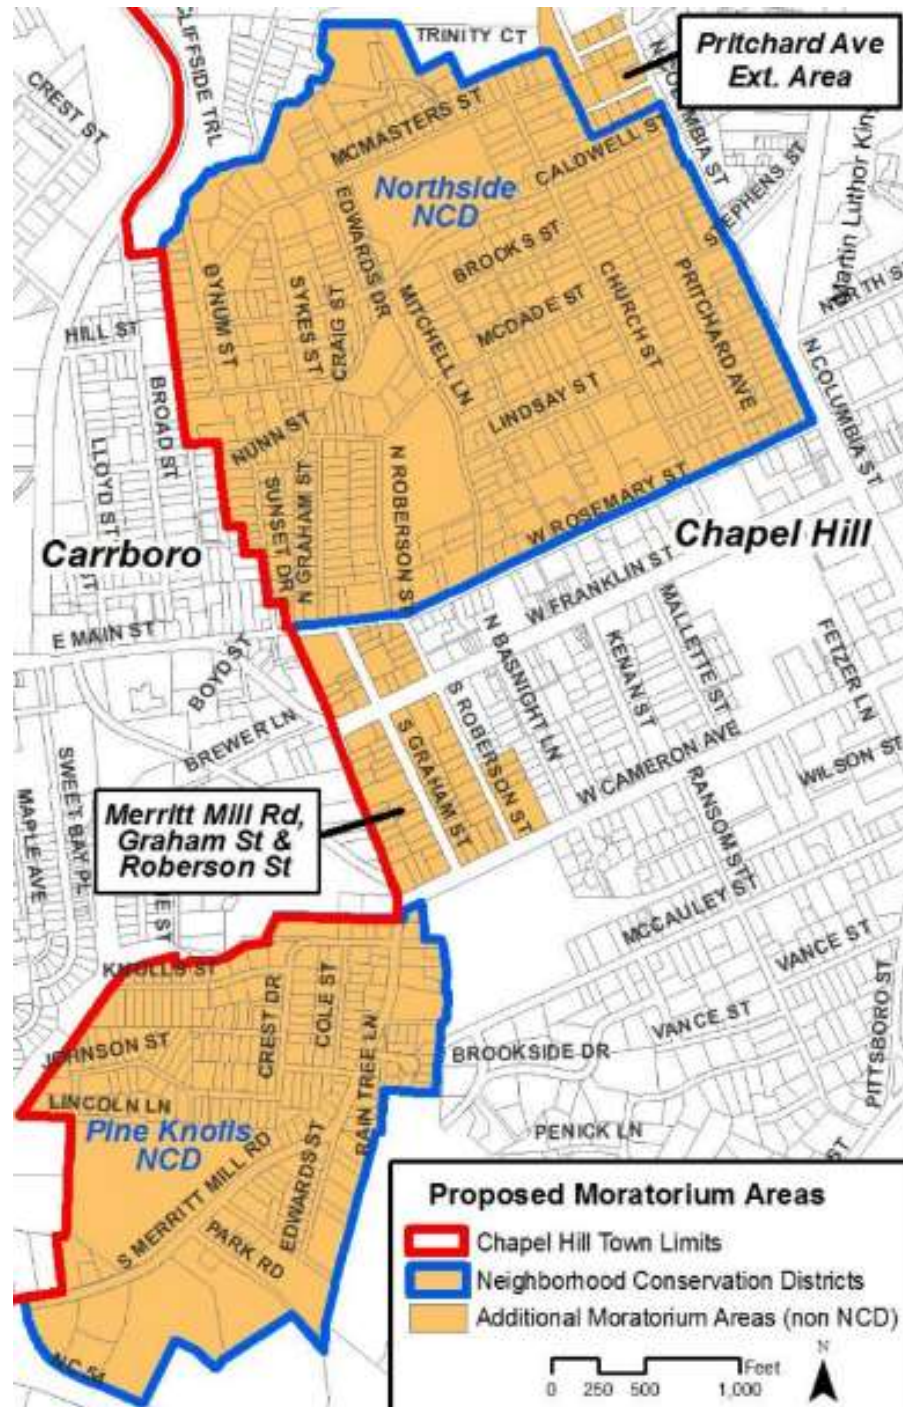 TRINITY CT
CLIFFSIDE TRL
Pritchard Ave
Ext. Area
CREST ST
MCMASTERS ST
N COLUMBIA ST
Martin Luthor King
CALDWELL ST
Northside
NCD
STEPHENS ST
EDWARDS DR
BROOKS ST
BYNUM ST
SYKES ST
CRAIG ST
MITCHELL LN
MCDADE ST
CHURCH ST
PRITCHARD AVE
NORTH S
HILL ST
BROAD ST
LINDSAY ST
N COLUMBIA ST
NUNN ST
LLOYD ST
SUNSET DR
N GRAHAM ST
N ROBERSON ST
W ROSEMARY ST
Carrboro
Chapel Hill
W FRANKLIN ST
E MAIN ST
BOYD ST
N BASNIGHT LN
KENAN ST
MALLETTE ST
FETZER LN
BREWER LN
S GRAHAM ST
S ROBERSON ST
W CAMERON AVE
SWEET BAY PL
MAPLE AVE
RANSOM ST
WILSON ST
Merritt Mill Rd,
Graham St &
Roberson St
MCCAULEY ST
VANCE ST
KNOLLS ST
CREST DR
COLE ST
RAIN TREE LN
VANCE ST
PITTSBORO ST
JOHNSON ST
BROOKSIDE DR
LINCOLN LN
Pine Knolls
NCD
PENICK LN
S MERRITT MILL RD
EDWARDS ST
PARK RD
N C 54
Proposed Moratorium Areas
Chapel Hill Town Limits
Neighborhood Conservation Districts
Additional Moratorium Areas (non NCD)
N
Feet
0 250 500 1,000